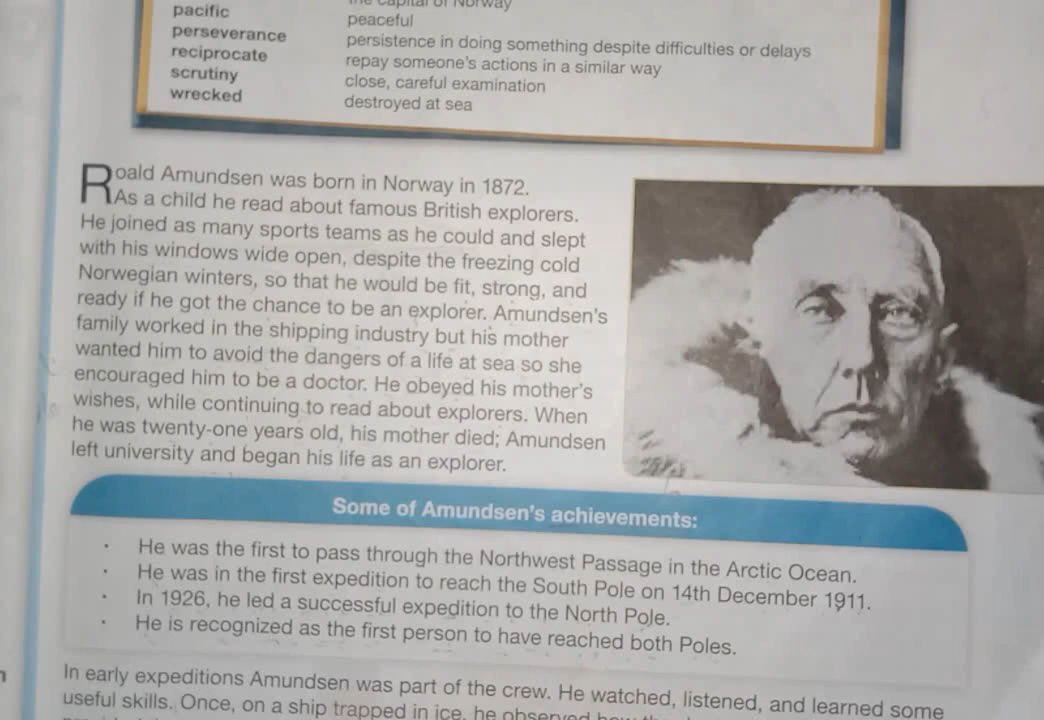 the capital of Norway
pacific peaceful
perseverance persistence in doing something despite difficulties or delays
reciprocate repay someone's actions in a similar way
scrutiny close, careful examination
wrecked destroyed at sea
Roald Amundsen was born in Norway in 1872.
As a child he read about famous British explorers.
He joined as many sports teams as he could and slept
with his windows wide open, despite the freezing cold
Norwegian winters, so that he would be fit, strong, and
ready if he got the chance to be an explorer. Amundsen's
family worked in the shipping industry but his mother
wanted him to avoid the dangers of a life at sea so she
encouraged him to be a doctor. He obeyed his mother's
wishes, while continuing to read about explorers. When
he was twenty-one years old, his mother died; Amundsen
left university and began his life as an explorer.
Some of Amundsen's achievements:
· He was the first to pass through the Northwest Passage in the Arctic Ocean.
· He was in the first expedition to reach the South Pole on 14th December 1911.
· In 1926, he led a successful expedition to the North Pole.
· He is recognized as the first person to have reached both Poles.
In early expeditions Amundsen was part of the crew. He watched, listened, and learned some
useful skills. Once, on a ship trapped in ice, he observed how